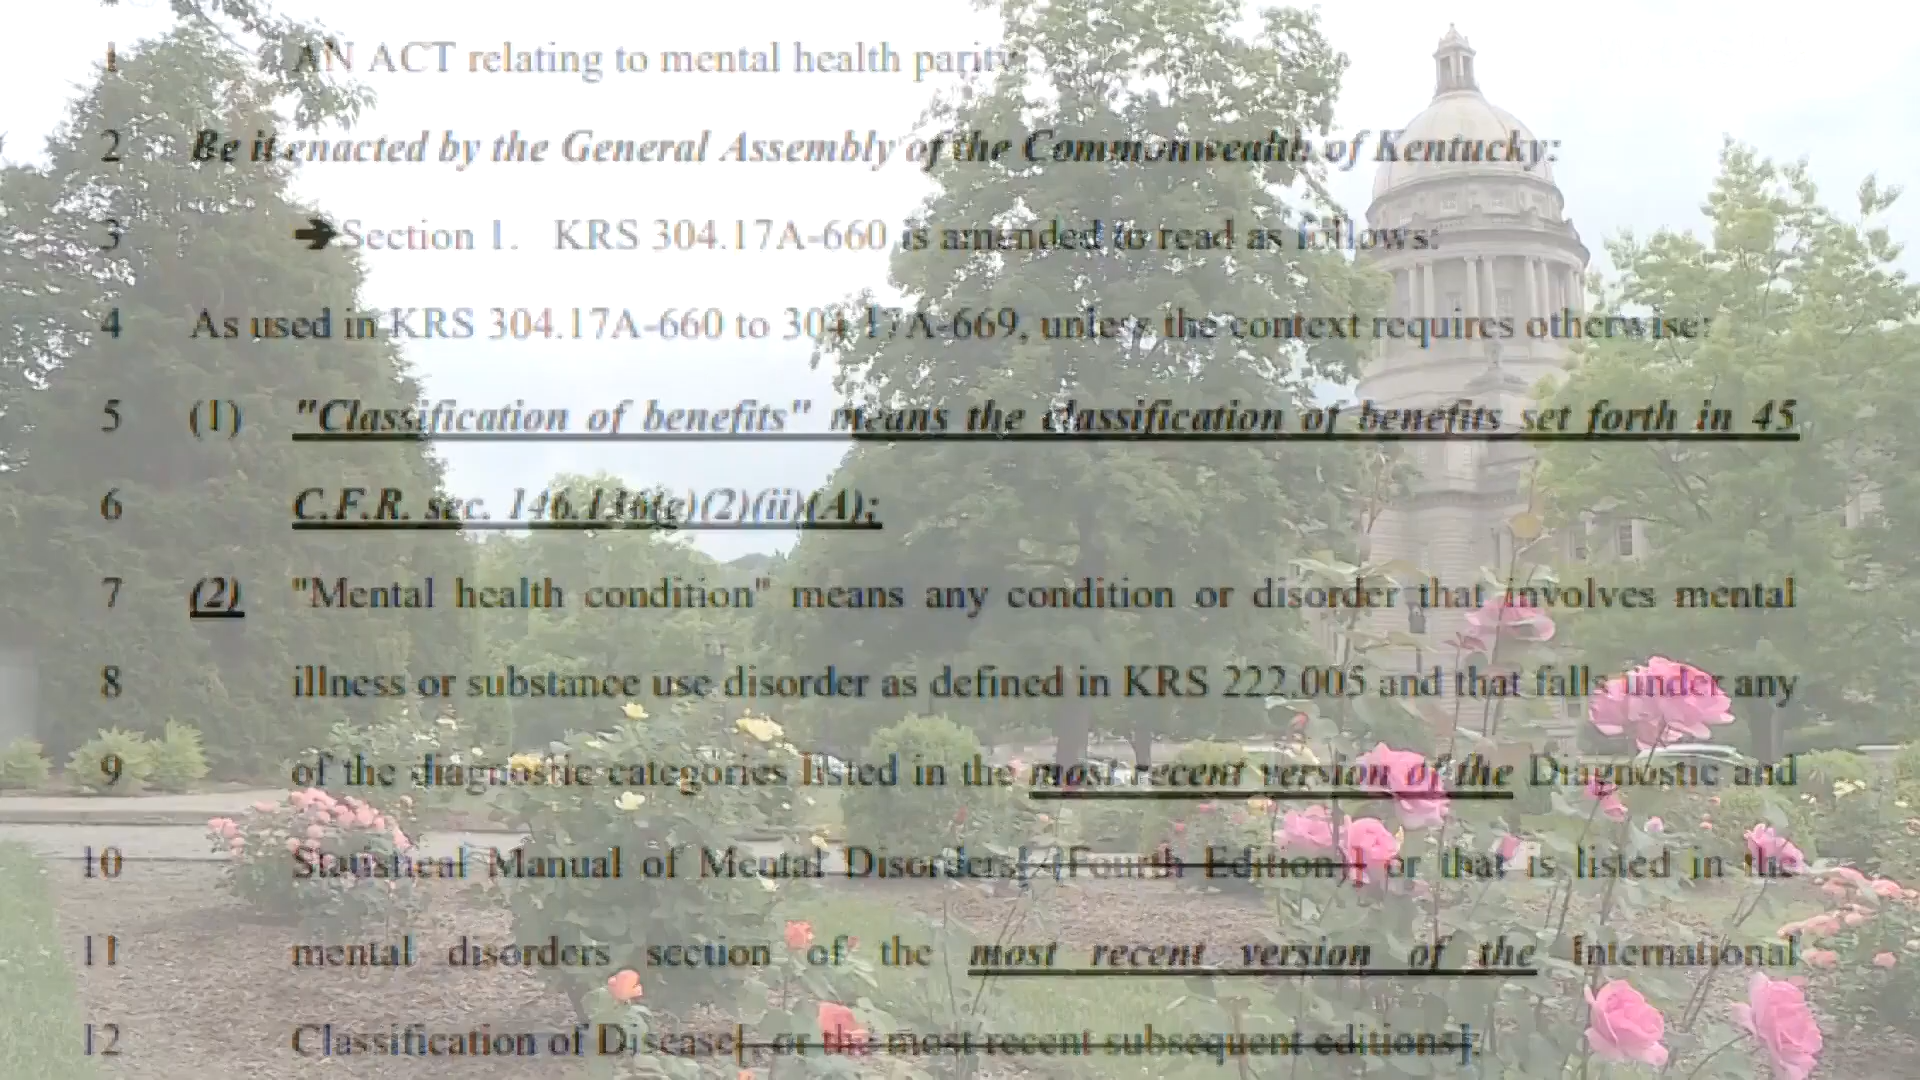 1 AN ACT relating to mental health parity.
2 Be it enacted by the General Assembly of the Commonwealth of Kentucky:
3 ➔Section 1. KRS 304.17A-660 is amended to read as follows:
4 As used in KRS 304.17A-660 to 304.17A-669, unless the context requires otherwise:
5 (1) "Classification of benefits" means the classification of benefits set forth in 45
6 C.F.R. sec. 146.136(c)(2)(ii)(A);
7 (2) "Mental health condition" means any condition or disorder that involves mental
8 illness or substance use disorder as defined in KRS 222.005 and that falls under any
9 of the diagnostic categories listed in the most recent version of the Diagnostic and
10 Statistical Manual of Mental Disorders[ (Fourth Edition)] or that is listed in the
11 mental disorders section of the most recent version of the International
12 Classification of Disease[, or the most recent subsequent editions];